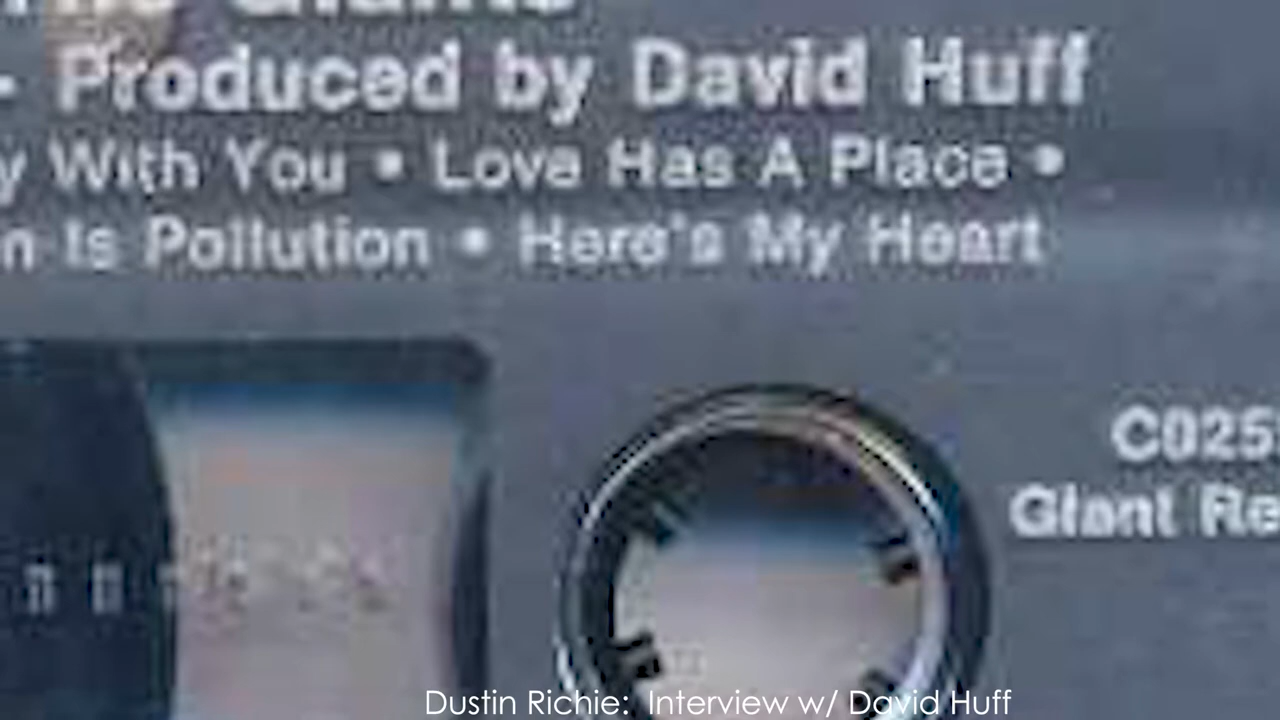 • Produced by David Huff
y With You • Love Has A Place •
n Is Pollution • Here's My Heart
C025
Giant Re
Dustin Richie: Interview w/ David Huff